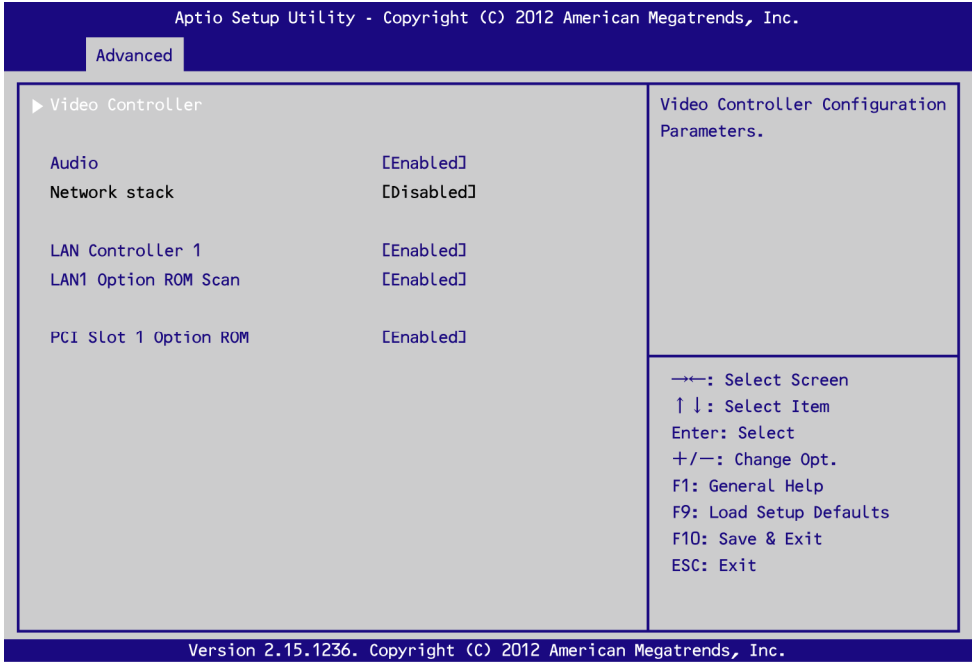 Aptio Setup Utility - Copyright (C) 2012 American Megatrends, Inc.
Advanced
▶ Video Controller
Audio [Enabled]
Network stack [Disabled]
LAN Controller 1 [Enabled]
LAN1 Option ROM Scan [Enabled]
PCI Slot 1 Option ROM [Enabled]
Video Controller Configuration
Parameters.
→←: Select Screen
↑↓: Select Item
Enter: Select
+/-: Change Opt.
F1: General Help
F9: Load Setup Defaults
F10: Save & Exit
ESC: Exit
Version 2.15.1236. Copyright (C) 2012 American Megatrends, Inc.